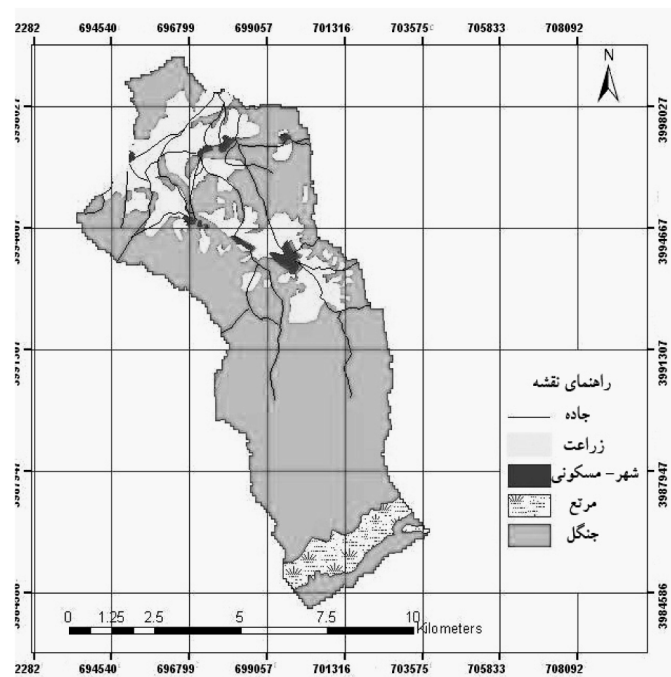 2282 694540 696799 699057 701316 703575 705833 708092
N
3998027
3994667
3991307
3987947
3984586
راهنمای نقشه
جاده
زراعت
شهر- مسکونی
مرتع
جنگل
0 1.25 2.5 5 7.5 10
Kilometers
2282 694540 696799 699057 701316 703575 705833 708092